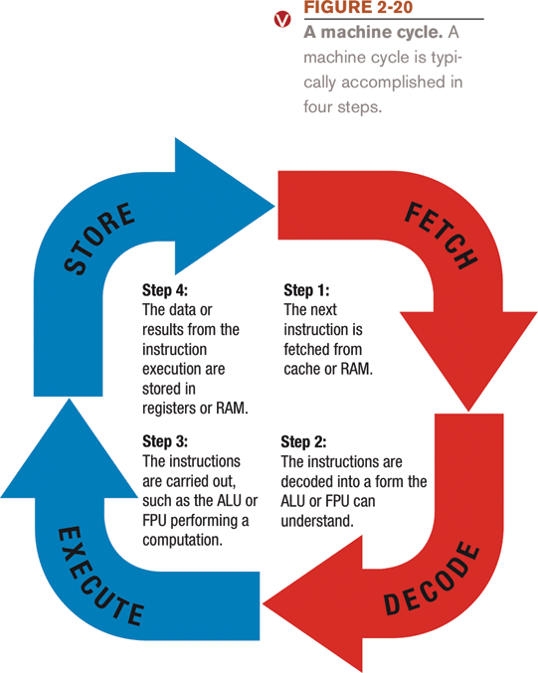 FIGURE 2-20
A machine cycle. A
machine cycle is typi-
cally accomplished in
four steps.
STORE
FETCH
Step 4:
The data or
results from the
instruction
execution are
stored in
registers or RAM.
Step 1:
The next
instruction is
fetched from
cache or RAM.
Step 3:
The instructions
are carried out,
such as the ALU or
FPU performing a
computation.
Step 2:
The instructions are
decoded into a form the
ALU or FPU can
understand.
EXECUTE
DECODE